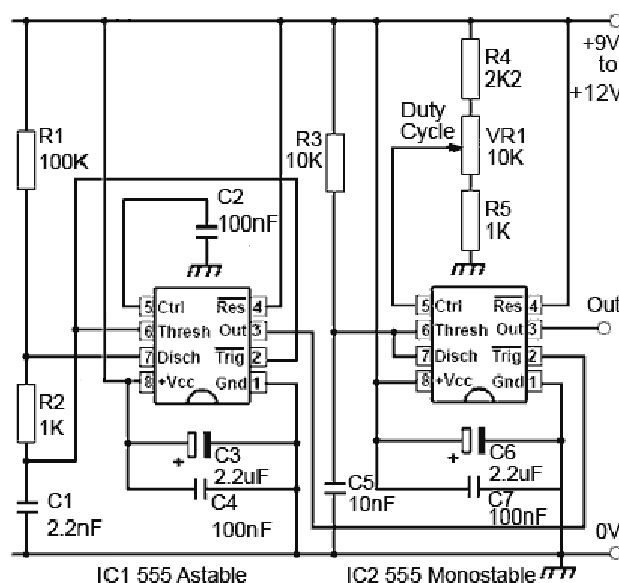 +9V
to
+12V
R4
2K2
Duty
Cycle
VR1
10K
R5
1K
R1
100K
R3
10K
C2
100nF
5 Ctrl Res 4
6 Thresh Out 3
7 Disch Trig 2
8 +Vcc Gnd 1
5 Ctrl Res 4
6 Thresh Out 3
7 Disch Trig 2
8 +Vcc Gnd 1
Out
R2
1K
+
C3
2.2uF
C4
100nF
C1
2.2nF
C5
10nF
+
C6
2.2uF
C7
100nF
0V
IC1 555 Astable
IC2 555 Monostable